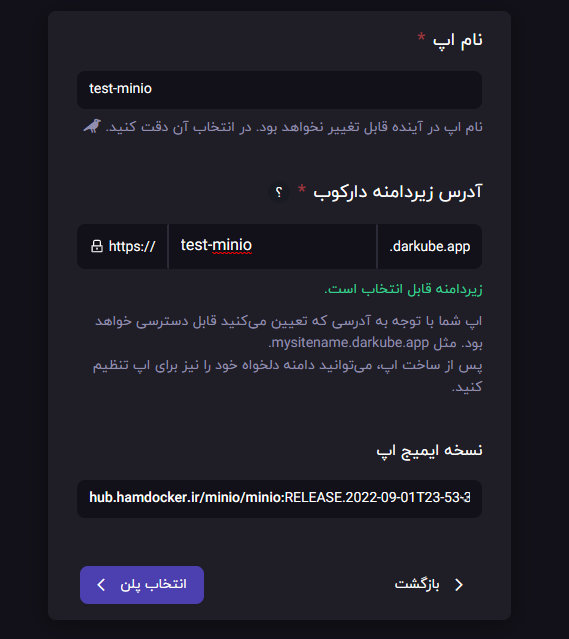 نام اپ *
test-minio
نام اپ در آینده قابل تغییر نخواهد بود. در انتخاب آن دقت کنید.
آدرس زیردامنه دارکوب * ؟
https:// test-minio .darkube.app
زیردامنه قابل انتخاب است.
اپ شما با توجه به آدرسی که تعیین می‌کنید قابل دسترسی خواهد
بود. مثل mysitename.darkube.app.
پس از ساخت اپ، می‌توانید دامنه دلخواه خود را نیز برای اپ تنظیم
کنید.
نسخه ایمیج اپ
hub.hamdocker.ir/minio/minio:RELEASE.2022-09-01T23-53-3
بازگشت
انتخاب پلن